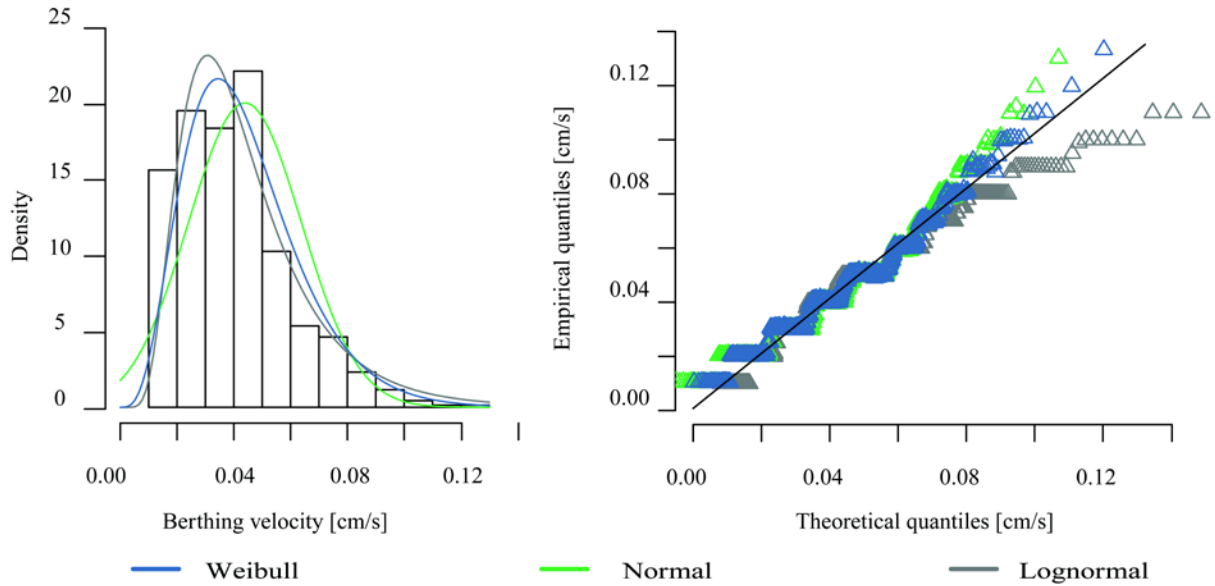 25
20
15
10
5
0
Density
0.00 0.04 0.08 0.12
Berthing velocity [cm/s]
0.12
0.08
0.04
0.00
Empirical quantiles [cm/s]
0.00 0.04 0.08 0.12
Theoretical quantiles [cm/s]
Weibull Normal Lognormal